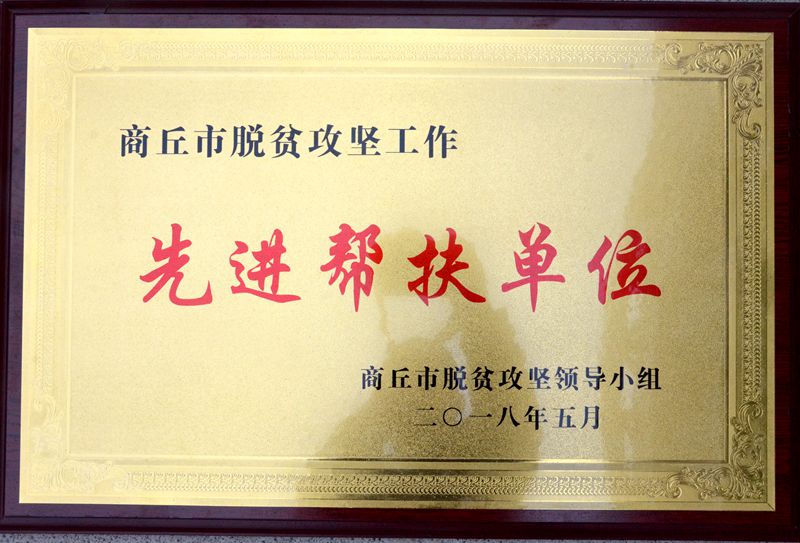 商丘市脱贫攻坚工作
先进帮扶单位
商丘市脱贫攻坚领导小组
二〇一八年五月